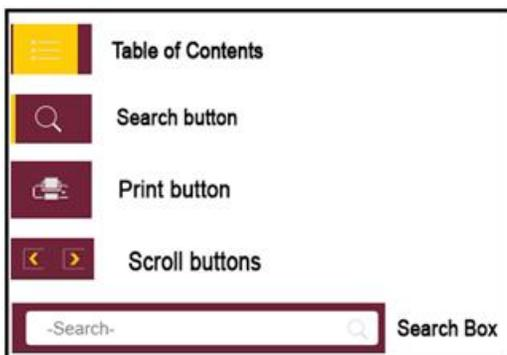 Table of Contents
Search button
Print button
Scroll buttons
-Search-
Search Box